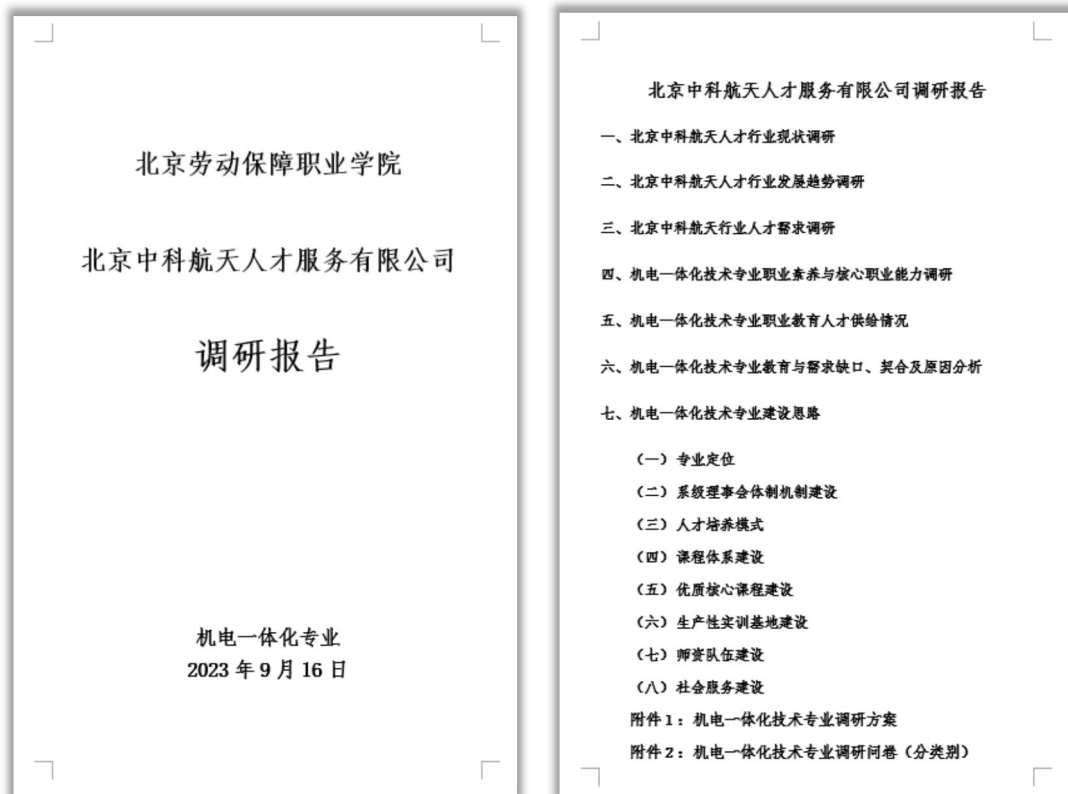 北京劳动保障职业学院
北京中科航天人才服务有限公司
调研报告
机电一体化专业
2023 年 9 月 16 日
北京中科航天人才服务有限公司调研报告
一、北京中科航天人才行业现状调研
二、北京中科航天人才行业发展趋势调研
三、北京中科航天行业人才需求调研
四、机电一体化技术专业职业素养与核心职业能力调研
五、机电一体化技术专业职业教育人才供给情况
六、机电一体化技术专业教育与需求缺口、契合及原因分析
七、机电一体化技术专业建设思路
（一）专业定位
（二）系级理事会体制机制建设
（三）人才培养模式
（四）课程体系建设
（五）优质核心课程建设
（六）生产性实训基地建设
（七）师资队伍建设
（八）社会服务建设
附件 1：机电一体化技术专业调研方案
附件 2：机电一体化技术专业调研问卷（分类别）